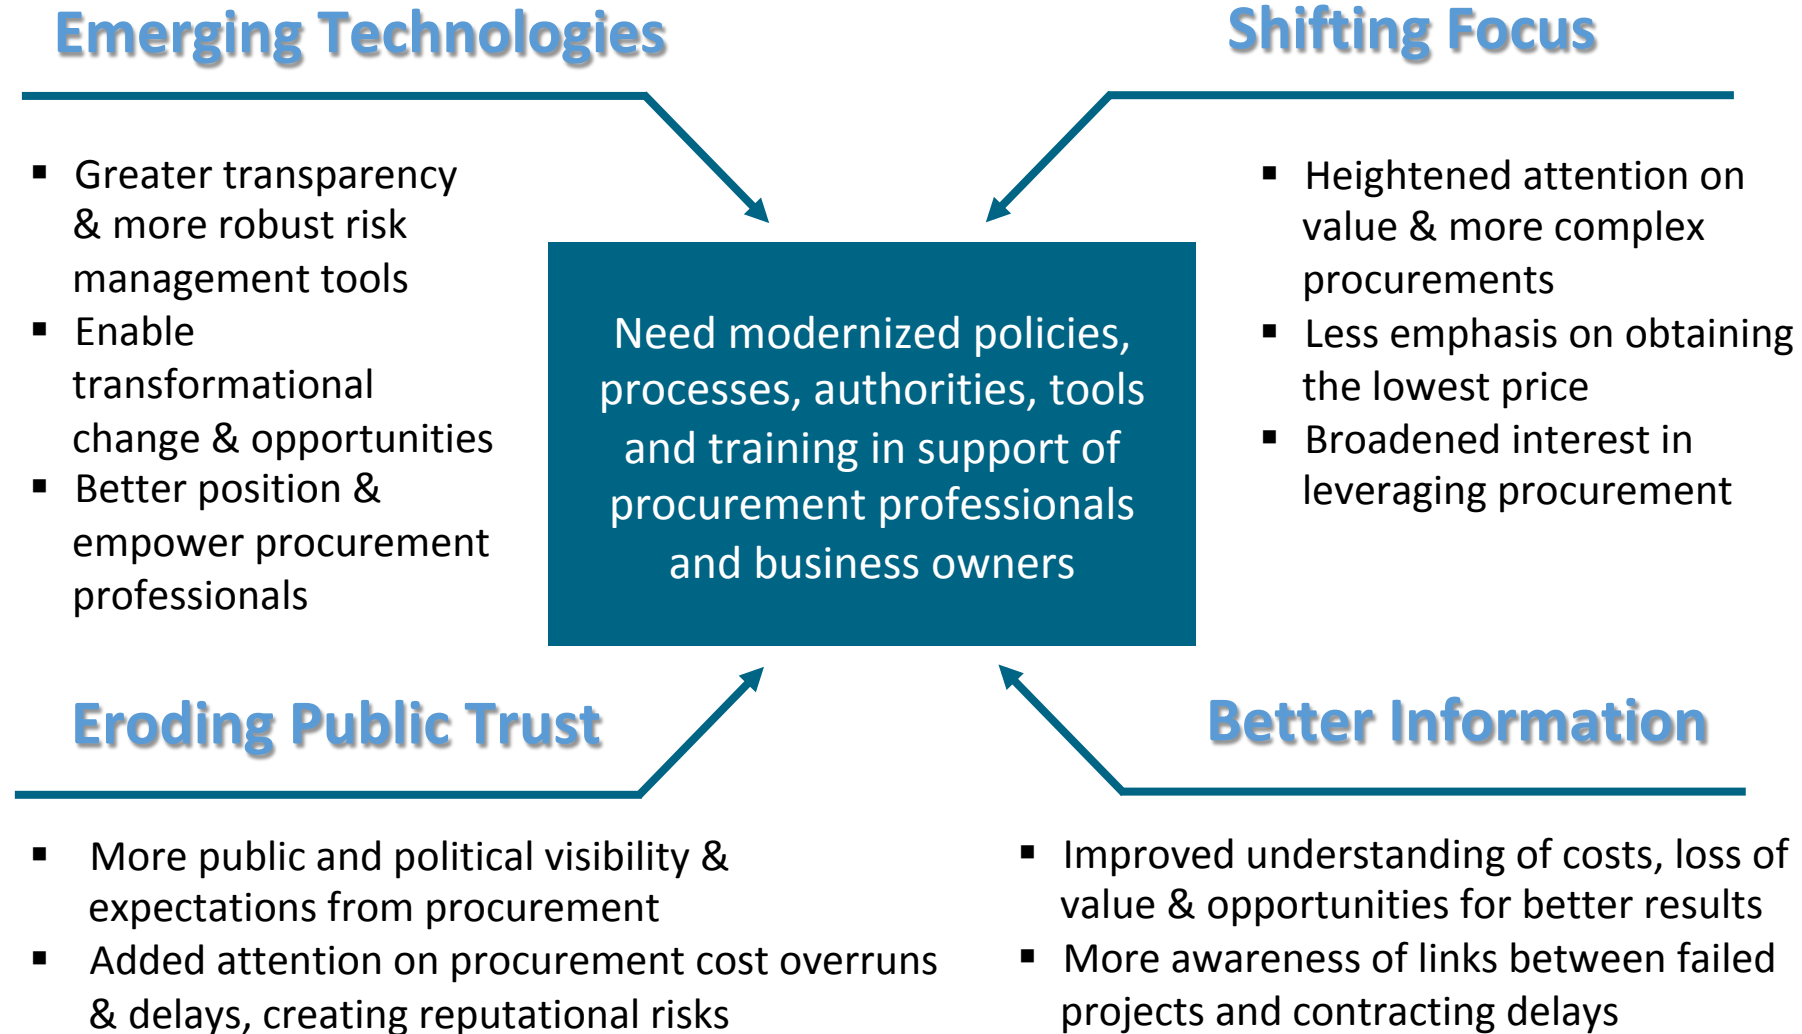 Emerging Technologies
▪ Greater transparency
& more robust risk
management tools
▪ Enable
transformational
change & opportunities
▪ Better position &
empower procurement
professionals
Shifting Focus
▪ Heightened attention on
value & more complex
procurements
▪ Less emphasis on obtaining
the lowest price
▪ Broadened interest in
leveraging procurement
Need modernized policies,
processes, authorities, tools
and training in support of
procurement professionals
and business owners
Eroding Public Trust
▪ More public and political visibility &
expectations from procurement
▪ Added attention on procurement cost overruns
& delays, creating reputational risks
Better Information
▪ Improved understanding of costs, loss of
value & opportunities for better results
▪ More awareness of links between failed
projects and contracting delays